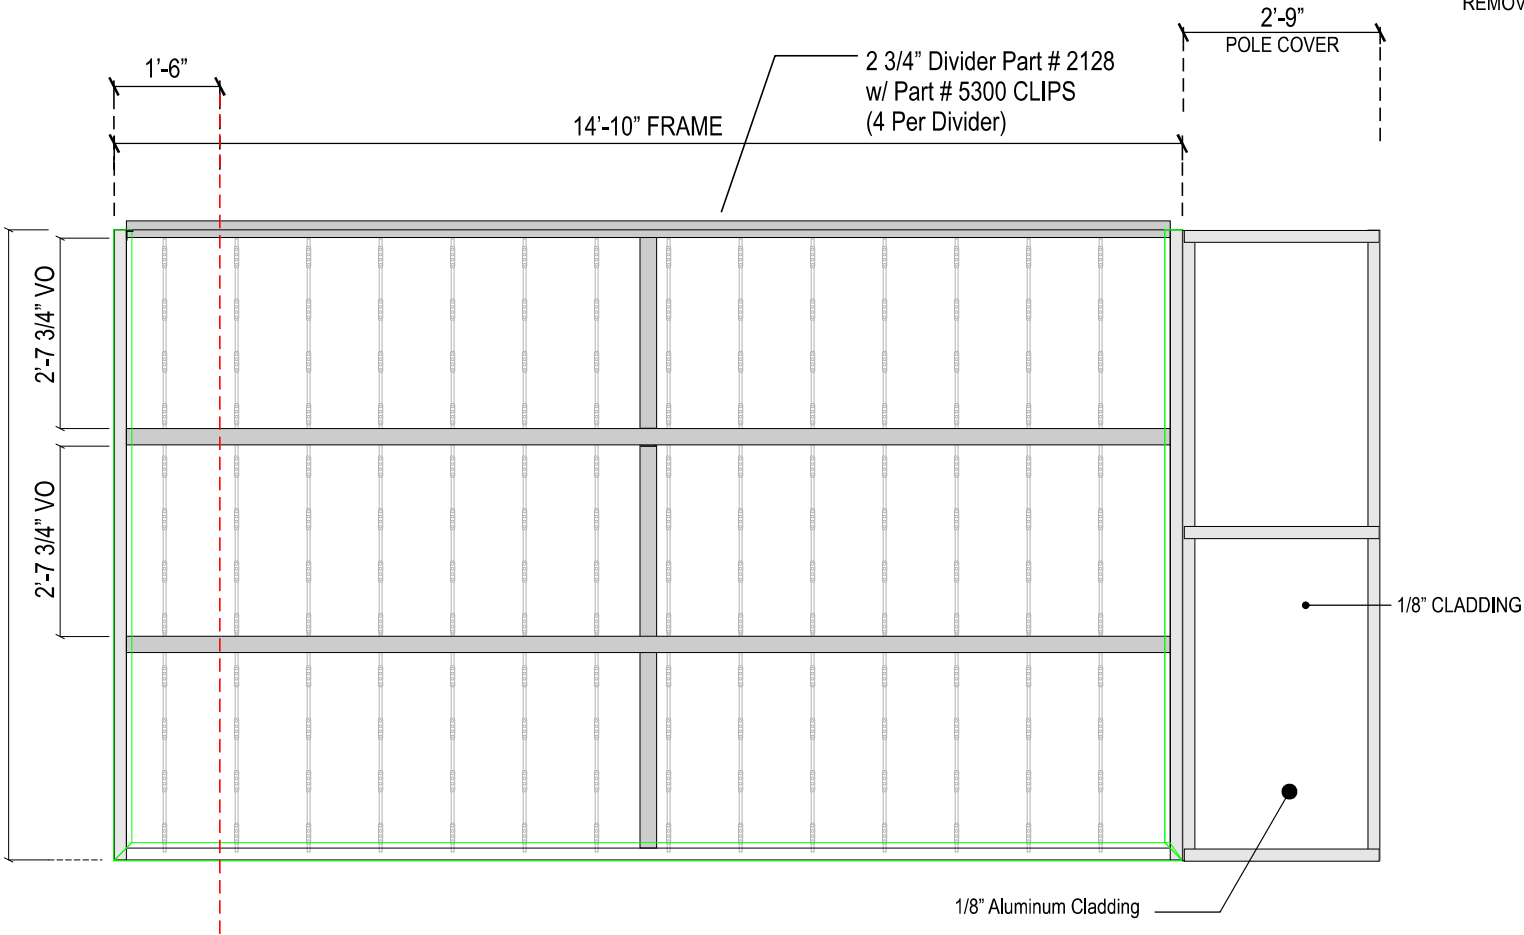 REMOV
2'-9"
POLE COVER
1'-6"
2 3/4" Divider Part # 2128
w/ Part # 5300 CLIPS
(4 Per Divider)
14'-10" FRAME
2'-7 3/4" VO
2'-7 3/4" VO
1/8" CLADDING
1/8" Aluminum Cladding